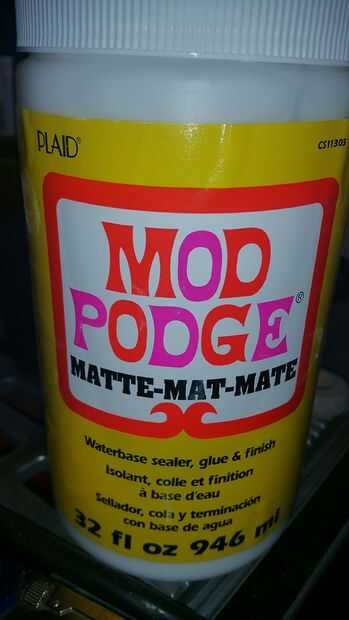 PLAID®
CS11303
MOD
PODGE®
MATTE-MAT-MATE
Waterbase sealer, glue & finish
Isolant, colle et finition
à base d'eau
Sellador, cola y terminación
con base de agua
32 fl oz 946 ml